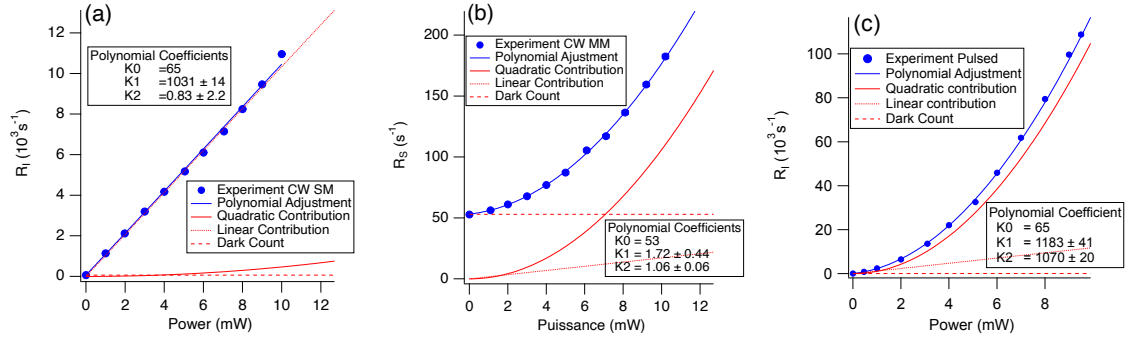 (a)
12
10
8
6
4
2
0
R_I (10^3 s^-1)
Polynomial Coefficients
K0 =65
K1 =1031 ± 14
K2 =0.83 ± 2.2
Experiment CW SM
Polynomial Adjustment
Quadratic Contribution
Linear Contribution
Dark Count
0 2 4 6 8 10 12
Power (mW)
(b)
200
150
100
50
0
R_S (s^-1)
Experiment CW MM
Polynomial Ajustment
Quadratic Contribution
Linear Contribution
Dark Count
Polynomial Coefficients
K0 = 53
K1 = 1.72 ± 0.44
K2 = 1.06 ± 0.06
0 2 4 6 8 10 12
Puissance (mW)
(c)
100
80
60
40
20
0
R_I (10^3 s^-1)
Experiment Pulsed
Polynomial Adjustment
Quadratic contribution
Linear contribution
Dark Count
Polynomial Coefficient
K0 = 65
K1 = 1183 ± 41
K2 = 1070 ± 20
0 2 4 6 8
Power (mW)